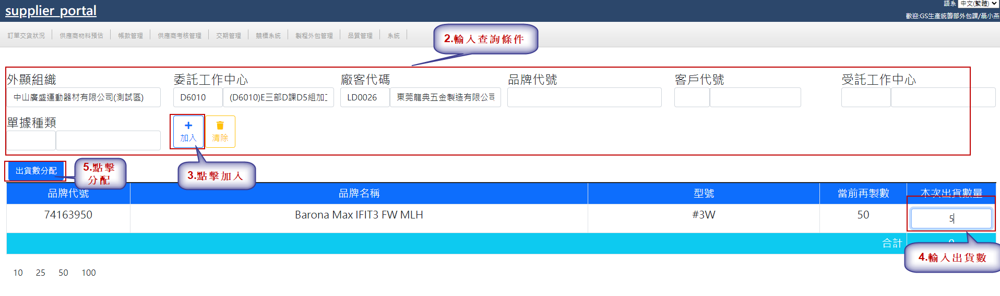 supplier portal
語系 中文(繁體)
歡迎:GS生產統籌部外包課/葛小燕
訂單交貨狀況 供應商物料預估 帳款管理 供應商考核管理 交期管理 競標系統 製程外包管理 品質管理 系統
2.輸入查詢條件
外顯組織 委託工作中心 廠客代碼 品牌代號 客戶代號 受託工作中心
中山廣盛運動器材有限公司(測試區) D6010 (D6010)E三部D課D5組加工 LD0026 東莞龍典五金製造有限公司
單據種類
加入 清除
出貨數分配
5.點擊
分配
3.點擊加入
品牌代號 品牌名稱 型號 當前再製數 本次出貨數量
74163950 Barona Max IFIT3 FW MLH #3W 50 5
合計 0
4.輸入出貨數
10 25 50 100